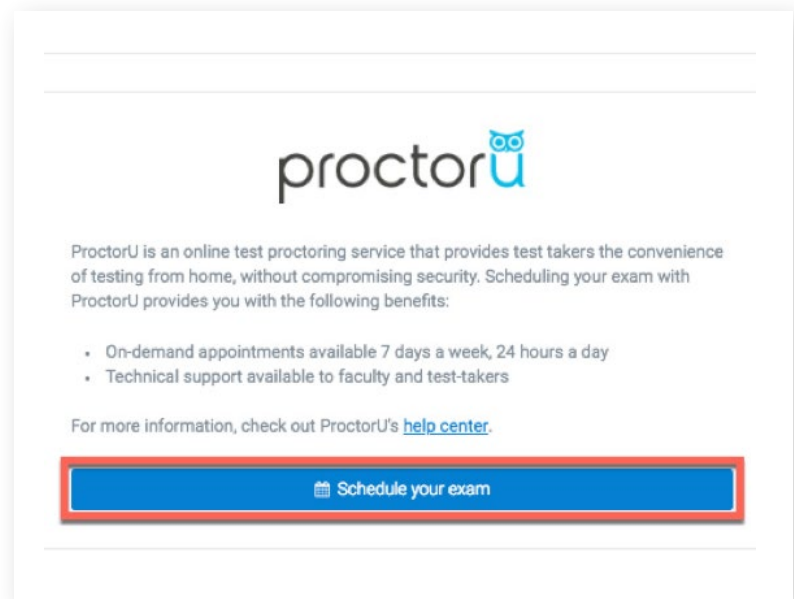 proctoru
ProctorU is an online test proctoring service that provides test takers the convenience
of testing from home, without compromising security. Scheduling your exam with
ProctorU provides you with the following benefits:
• On-demand appointments available 7 days a week, 24 hours a day
• Technical support available to faculty and test-takers
For more information, check out ProctorU's help center.
Schedule your exam